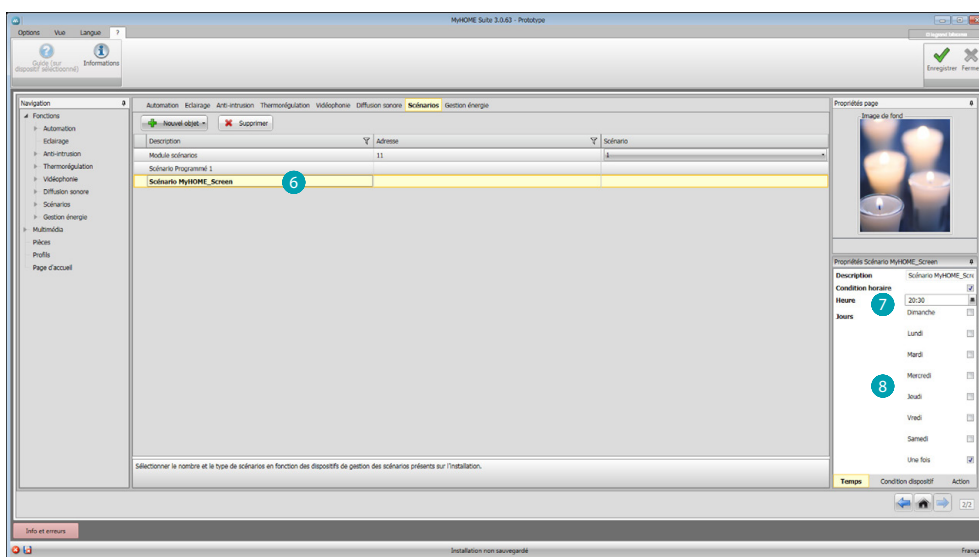 MyHOME Suite 3.0.63 - Prototype
Options Vue Langue ?
Guide (sur dispositif sélectionné)
Informations
Enregistrer
Ferme
Navigation
Fonctions
Automation
Eclairage
Anti-intrusion
Thermorégulation
Vidéophonie
Diffusion sonore
Scénarios
Gestion énergie
Multimédia
Pièces
Profils
Page d'accueil
Automation Eclairage Anti-intrusion Thermorégulation Vidéophonie Diffusion sonore Scénarios Gestion énergie
Nouvel objet
Supprimer
Description Adresse Scénario
Module scénarios 11 1
Scénario Programmé 1
Scénario MyHOME_Screen
6
Sélectionner le nombre et le type de scénarios en fonction des dispositifs de gestion des scénarios présents sur l'installation.
Propriétés page
Image de fond
Propriétés Scénario MyHOME_Screen
Description Scénario MyHOME_Scre
Condition horaire
Heure 7 20:30
Jours Dimanche
Lundi
Mardi
Mercredi
8
Jeudi
Vredi
Samedi
Une fois
Temps Condition dispositif Action
2/2
Info et erreurs
Installation non sauvegardé
França